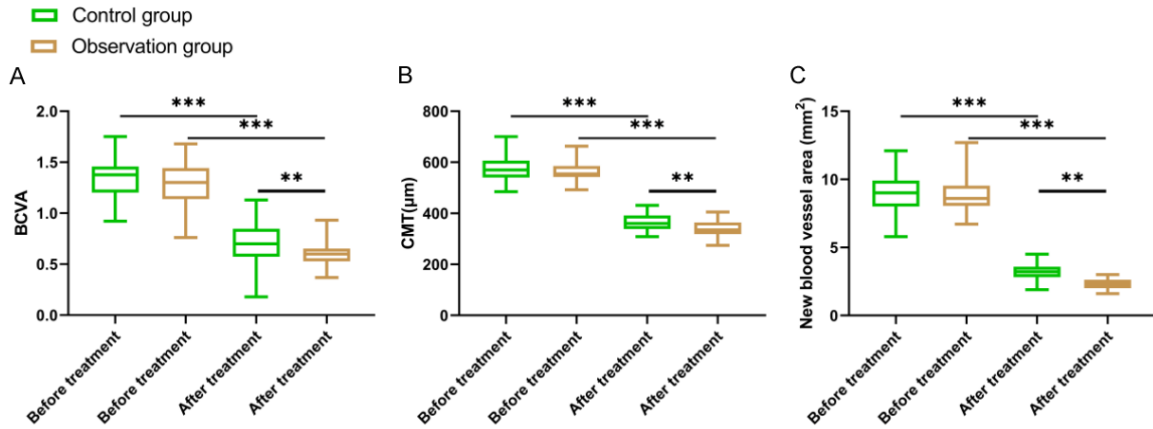 Control group
Observation group
A
***
***
**
2.0
1.5
1.0
0.5
0.0
BCVA
Before treatment
Before treatment
After treatment
After treatment
B
***
***
**
800
600
400
200
0
CMT(μm)
Before treatment
Before treatment
After treatment
After treatment
C
***
***
**
15
10
5
0
New blood vessel area (mm²)
Before treatment
Before treatment
After treatment
After treatment